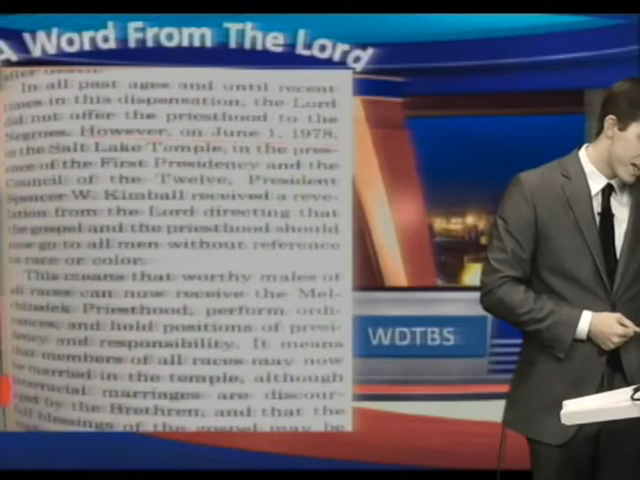 A Word From The Lord
after death.
In all past ages and until recent
times in this dispensation, the Lord
did not offer the priesthood to the
Negroes. However, on June 1, 1978,
in the Salt Lake Temple, in the pres-
ence of the First Presidency and the
Council of the Twelve, President
Spencer W. Kimball received a reve-
lation from the Lord directing that
the gospel and the priesthood should
now go to all men without reference
to race or color.
This means that worthy males of
all races can now receive the Mel-
chizedek Priesthood, perform ordi-
nances, and hold positions of presi-
dency and responsibility. It means
that members of all races may now
be married in the temple, although
interracial marriages are discour-
aged by the Brethren, and that the
full blessings of the gospel may be
WDTBS